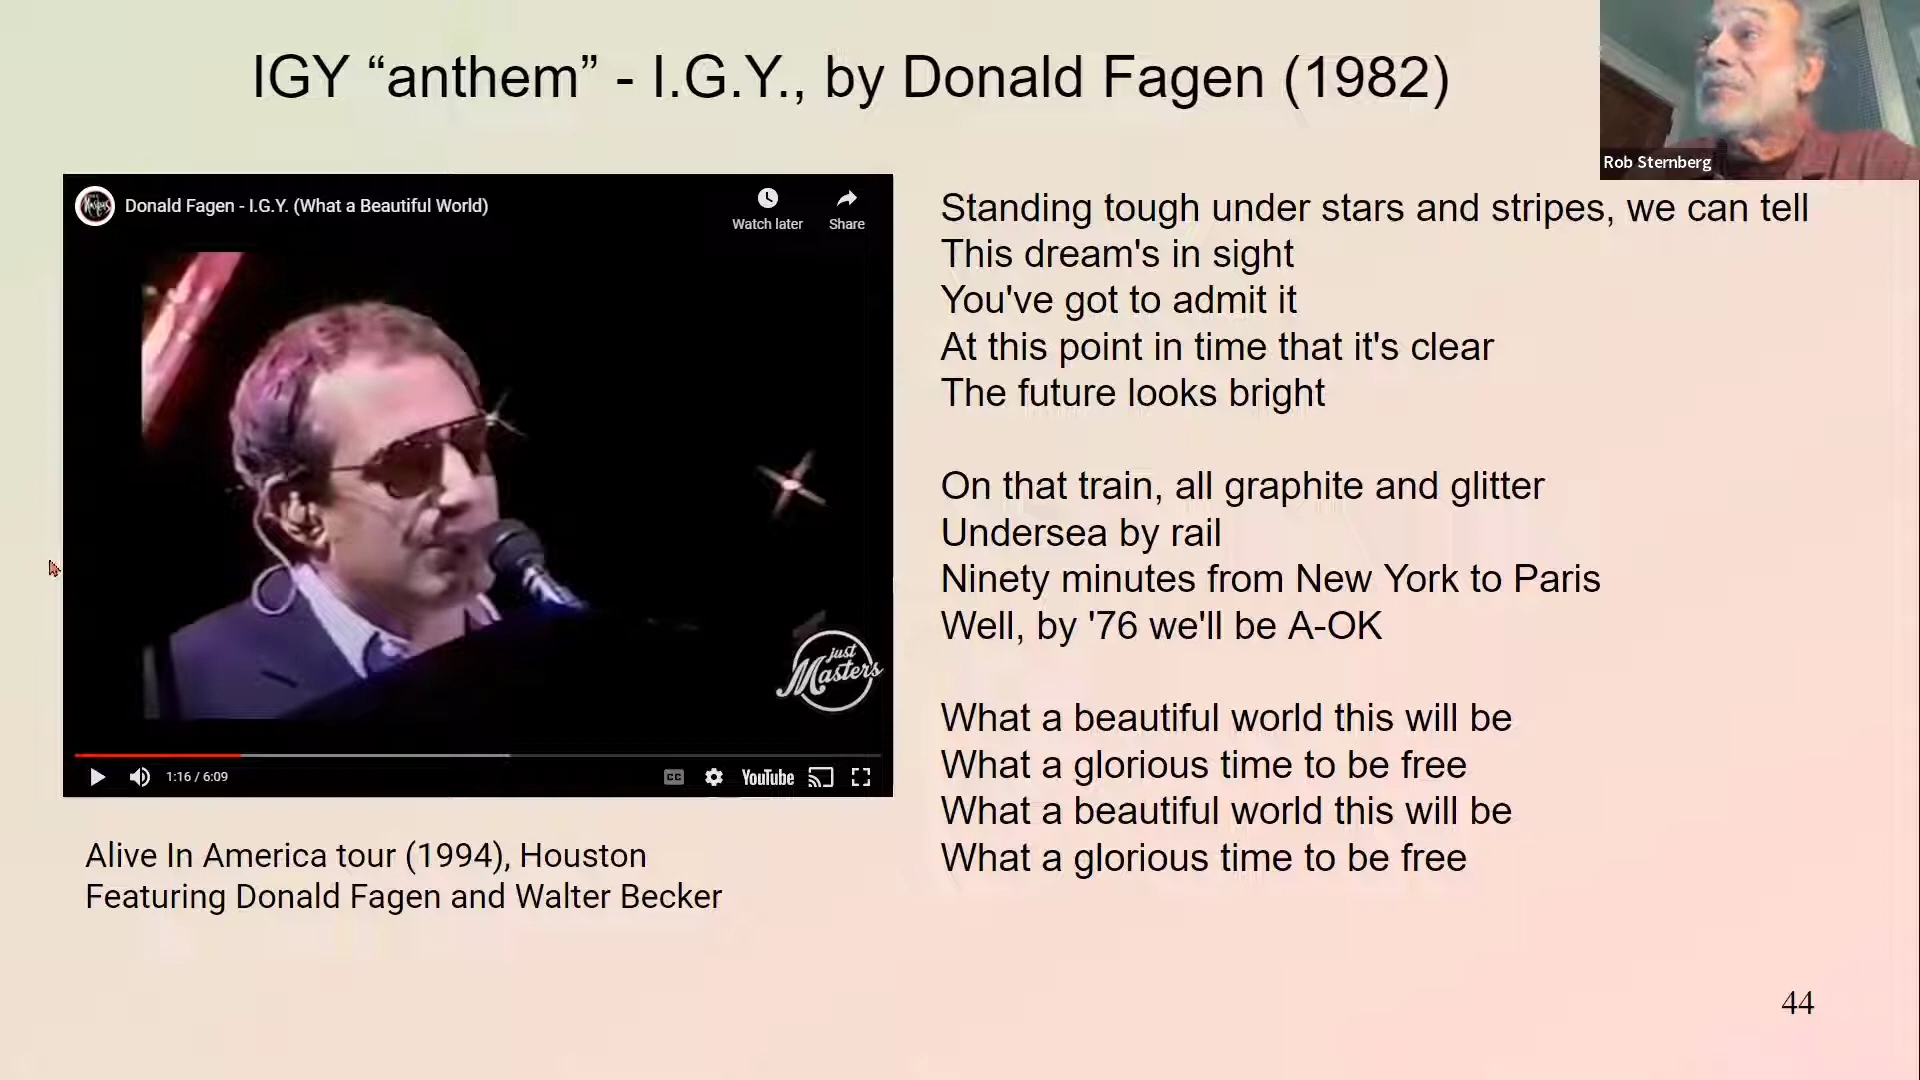 IGY “anthem” - I.G.Y., by Donald Fagen (1982)
Rob Sternberg
Donald Fagen - I.G.Y. (What a Beautiful World)
Watch later
Share
just
Masters
1:16 / 6:09
CC
YouTube
Alive In America tour (1994), Houston
Featuring Donald Fagen and Walter Becker
Standing tough under stars and stripes, we can tell
This dream's in sight
You've got to admit it
At this point in time that it's clear
The future looks bright
On that train, all graphite and glitter
Undersea by rail
Ninety minutes from New York to Paris
Well, by '76 we'll be A-OK
What a beautiful world this will be
What a glorious time to be free
What a beautiful world this will be
What a glorious time to be free
44